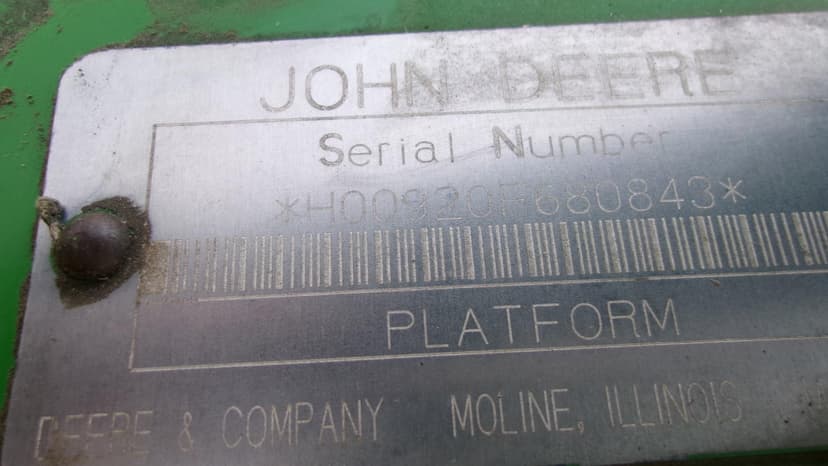 JOHN DEERE
Serial Number
*H00920F680843*
PLATFORM
DEERE & COMPANY MOLINE, ILLINOIS